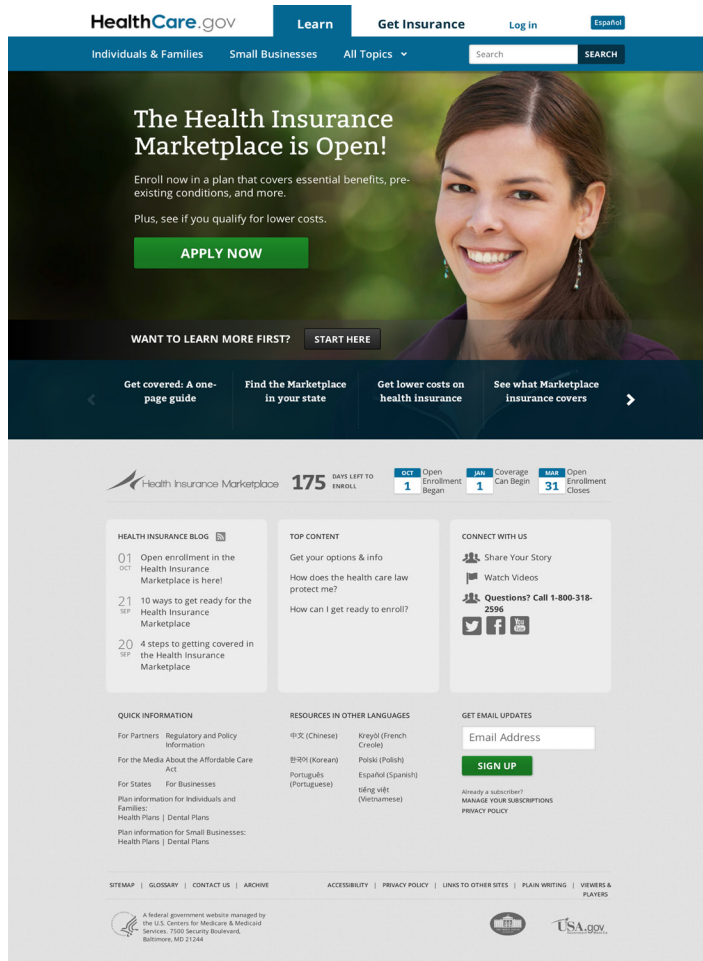 HealthCare.gov
Learn
Get Insurance
Log in
Español
Individuals & Families
Small Businesses
All Topics
Search
SEARCH
The Health Insurance
Marketplace is Open!
Enroll now in a plan that covers essential benefits, pre-
existing conditions, and more.
Plus, see if you qualify for lower costs.
APPLY NOW
WANT TO LEARN MORE FIRST?
START HERE
Get covered: A one-
page guide
Find the Marketplace
in your state
Get lower costs on
health insurance
See what Marketplace
insurance covers
Health Insurance Marketplace
175
DAYS LEFT TO
ENROLL
OCT
1
Open
Enrollment
Began
JAN
1
Coverage
Can Begin
MAR
31
Open
Enrollment
Closes
HEALTH INSURANCE BLOG
01
OCT
Open enrollment in the
Health Insurance
Marketplace is here!
21
SEP
10 ways to get ready for the
Health Insurance
Marketplace
20
SEP
4 steps to getting covered in
the Health Insurance
Marketplace
TOP CONTENT
Get your options & info
How does the health care law
protect me?
How can I get ready to enroll?
CONNECT WITH US
Share Your Story
Watch Videos
Questions? Call 1-800-318-
2596
You
Tube
QUICK INFORMATION
For Partners
Regulatory and Policy
Information
For the Media
About the Affordable Care
Act
For States
For Businesses
Plan information for Individuals and
Families:
Health Plans | Dental Plans
Plan information for Small Businesses:
Health Plans | Dental Plans
RESOURCES IN OTHER LANGUAGES
中文 (Chinese)
Kreyòl (French
Creole)
한국어 (Korean)
Polski (Polish)
Português
(Portuguese)
Español (Spanish)
tiếng việt
(Vietnamese)
GET EMAIL UPDATES
Email Address
SIGN UP
Already a subscriber?
MANAGE YOUR SUBSCRIPTIONS
PRIVACY POLICY
SITEMAP | GLOSSARY | CONTACT US | ARCHIVE
ACCESSIBILITY | PRIVACY POLICY | LINKS TO OTHER SITES | PLAIN WRITING | VIEWERS &
PLAYERS
A federal government website managed by
the U.S. Centers for Medicare & Medicaid
Services. 7500 Security Boulevard,
Baltimore, MD 21244
USA.gov